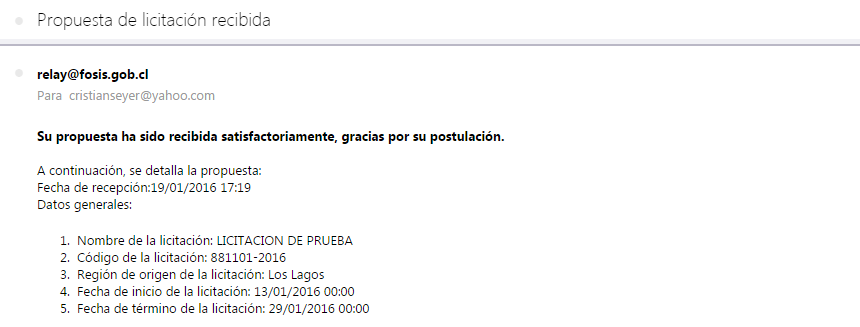 Propuesta de licitación recibida
relay@fosis.gob.cl
Para cristianseyer@yahoo.com
Su propuesta ha sido recibida satisfactoriamente, gracias por su postulación.
A continuación, se detalla la propuesta:
Fecha de recepción:19/01/2016 17:19
Datos generales:
1. Nombre de la licitación: LICITACION DE PRUEBA
2. Código de la licitación: 881101-2016
3. Región de origen de la licitación: Los Lagos
4. Fecha de inicio de la licitación: 13/01/2016 00:00
5. Fecha de término de la licitación: 29/01/2016 00:00